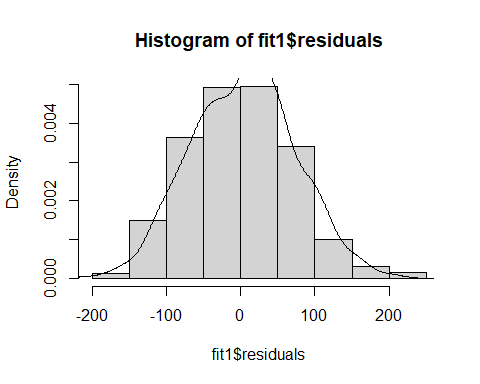 Histogram of fit1$residuals
Density
0.004
0.002
0.000
-200 -100 0 100 200
fit1$residuals